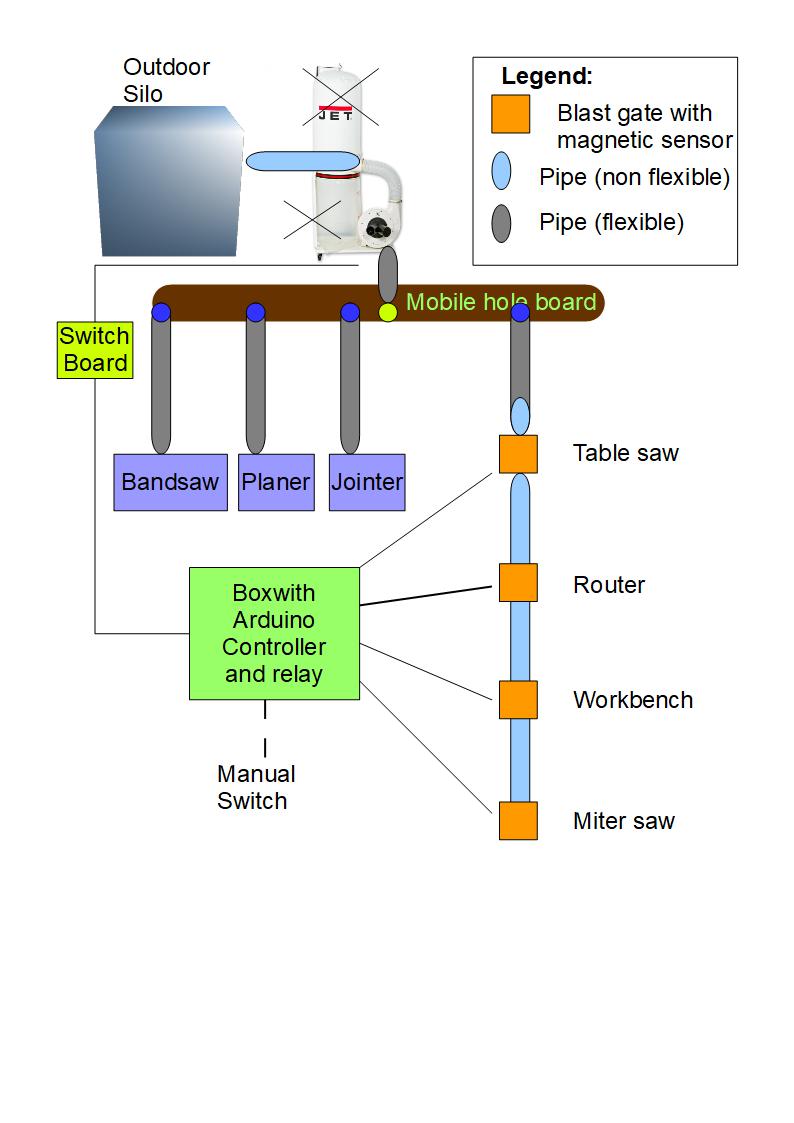 Outdoor
Silo
JET
Legend:
Blast gate with
magnetic sensor
Pipe (non flexible)
Pipe (flexible)
Mobile hole board
Switch
Board
Bandsaw
Planer
Jointer
Table saw
Boxwith
Arduino
Controller
and relay
Router
Workbench
Manual
Switch
Miter saw